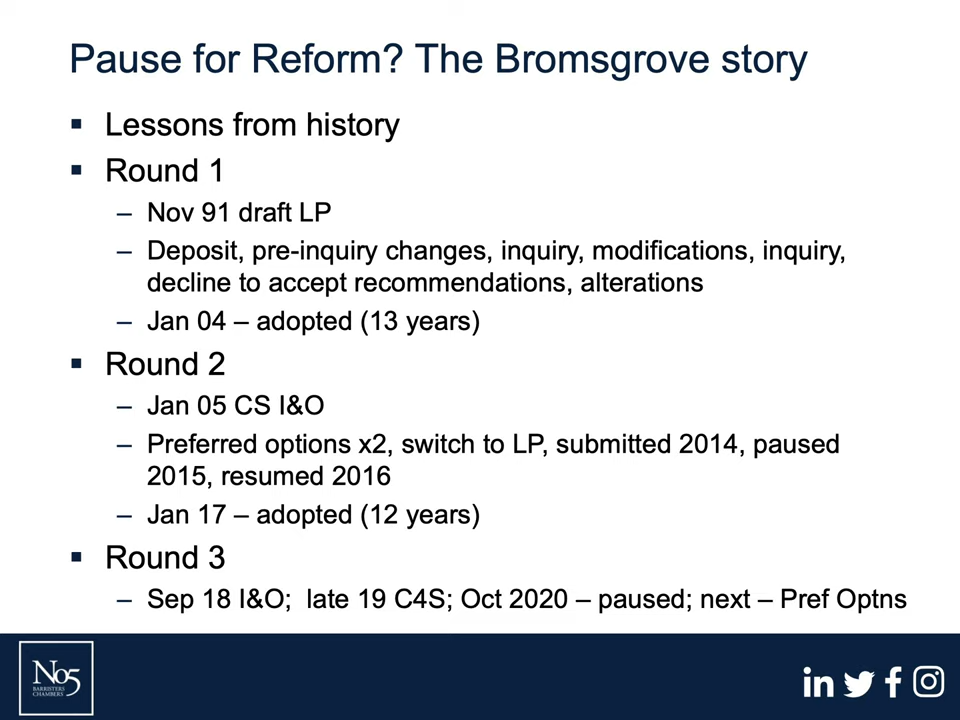 Pause for Reform? The Bromsgrove story
▪ Lessons from history
▪ Round 1
– Nov 91 draft LP
– Deposit, pre-inquiry changes, inquiry, modifications, inquiry,
decline to accept recommendations, alterations
– Jan 04 – adopted (13 years)
▪ Round 2
– Jan 05 CS I&O
– Preferred options x2, switch to LP, submitted 2014, paused
2015, resumed 2016
– Jan 17 – adopted (12 years)
▪ Round 3
– Sep 18 I&O; late 19 C4S; Oct 2020 – paused; next – Pref Optns
No5
BARRISTERS
CHAMBERS